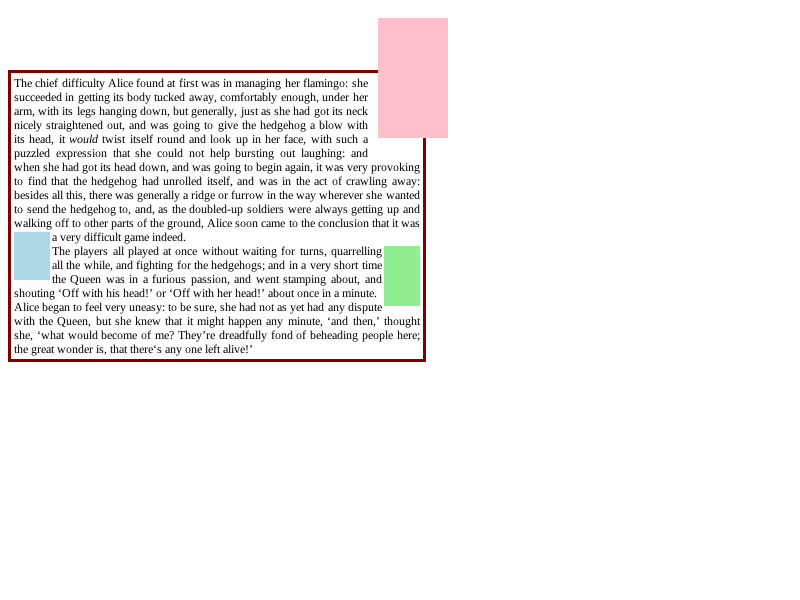 The chief difficulty Alice found at first was in managing her flamingo: she
succeeded in getting its body tucked away, comfortably enough, under her
arm, with its legs hanging down, but generally, just as she had got its neck
nicely straightened out, and was going to give the hedgehog a blow with
its head, it would twist itself round and look up in her face, with such a
puzzled expression that she could not help bursting out laughing: and
when she had got its head down, and was going to begin again, it was very provoking
to find that the hedgehog had unrolled itself, and was in the act of crawling away:
besides all this, there was generally a ridge or furrow in the way wherever she wanted
to send the hedgehog to, and, as the doubled-up soldiers were always getting up and
walking off to other parts of the ground, Alice soon came to the conclusion that it was
a very difficult game indeed.
The players all played at once without waiting for turns, quarrelling
all the while, and fighting for the hedgehogs; and in a very short time
the Queen was in a furious passion, and went stamping about, and
shouting ‘Off with his head!’ or ‘Off with her head!’ about once in a minute.
Alice began to feel very uneasy: to be sure, she had not as yet had any dispute
with the Queen, but she knew that it might happen any minute, ‘and then,’ thought
she, ‘what would become of me? They’re dreadfully fond of beheading people here;
the great wonder is, that there‘s any one left alive!’